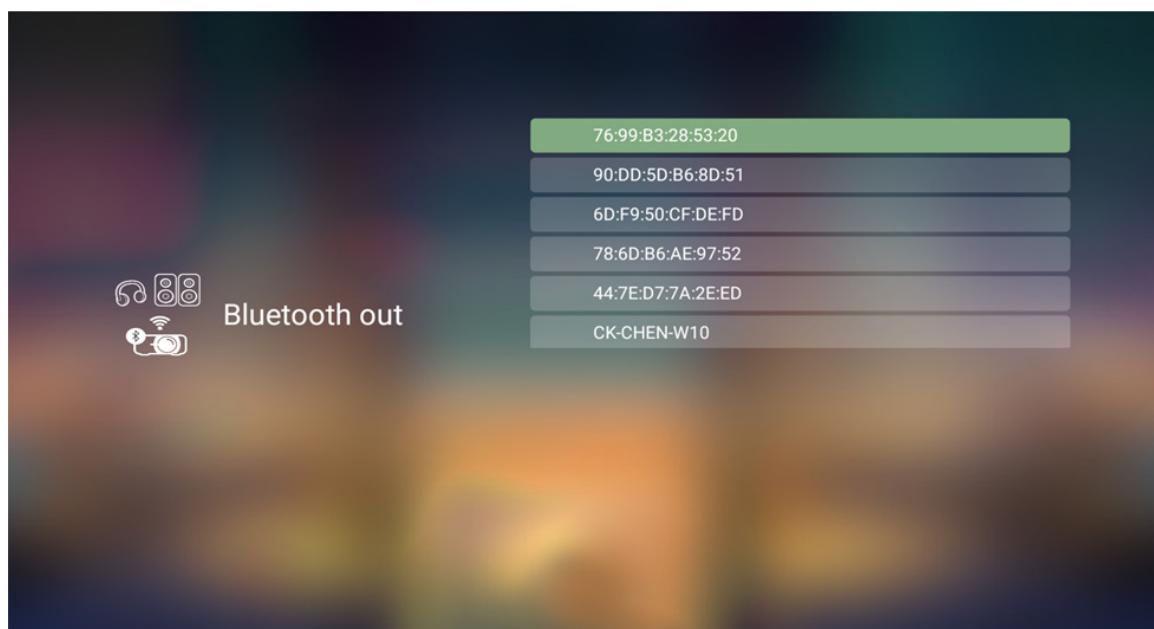 Bluetooth out
76:99:B3:28:53:20
90:DD:5D:B6:8D:51
6D:F9:50:CF:DE:FD
78:6D:B6:AE:97:52
44:7E:D7:7A:2E:ED
CK-CHEN-W10